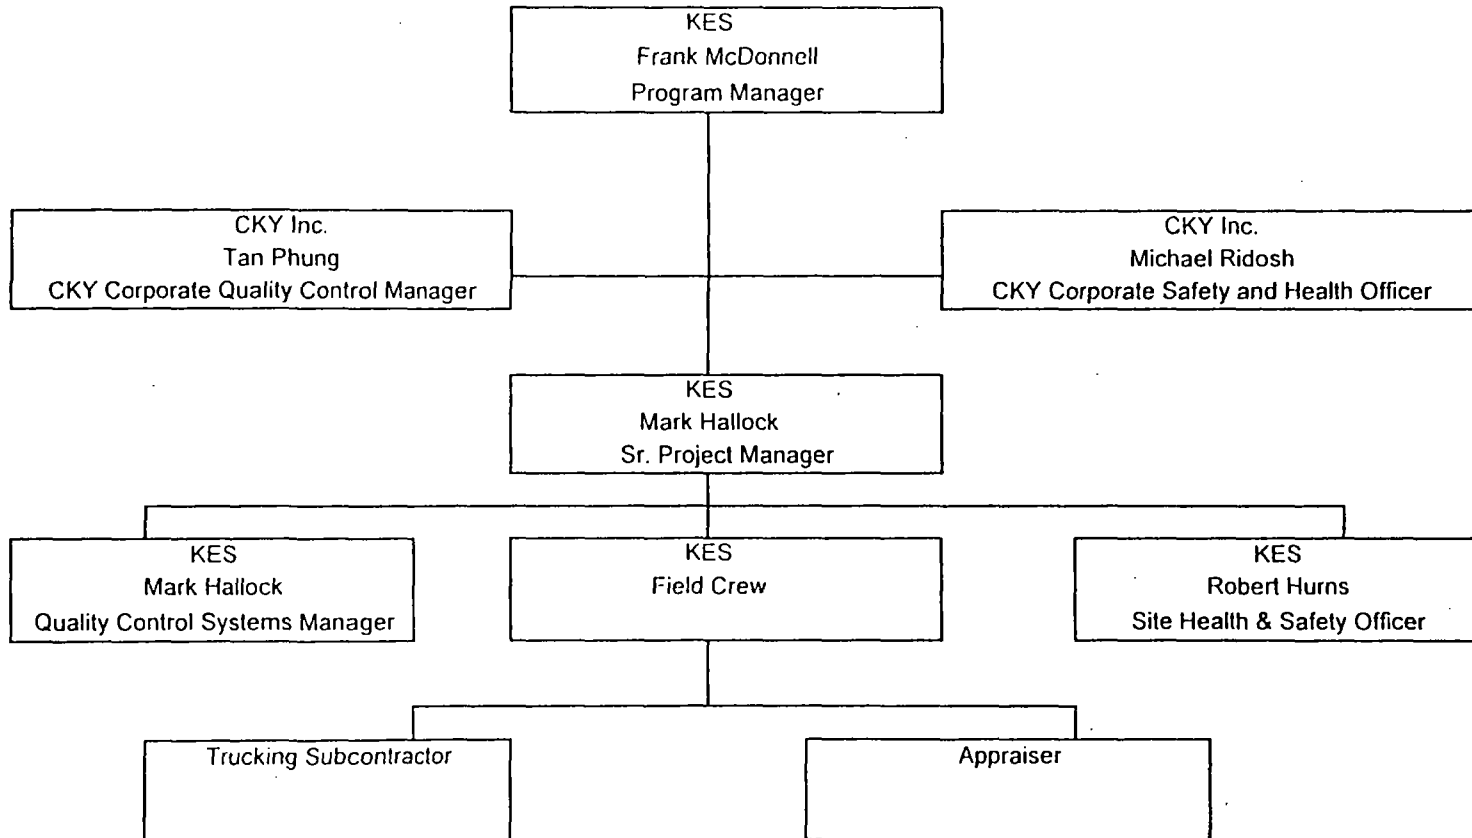 KES
Frank McDonnell
Program Manager
CKY Inc.
Tan Phung
CKY Corporate Quality Control Manager
CKY Inc.
Michael Ridosh
CKY Corporate Safety and Health Officer
KES
Mark Hallock
Sr. Project Manager
KES
Mark Hallock
Quality Control Systems Manager
KES
Field Crew
KES
Robert Hurns
Site Health & Safety Officer
Trucking Subcontractor
Appraiser